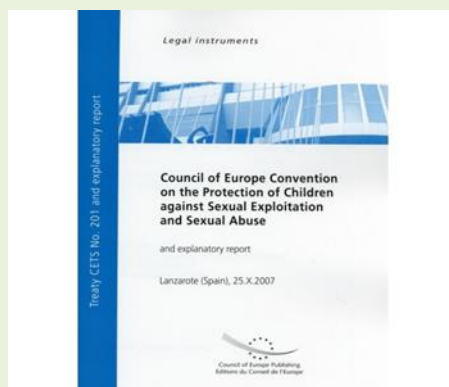 Legal instruments
Treaty CETS No. 201 and explanatory report
Council of Europe Convention
on the Protection of Children
against Sexual Exploitation
and Sexual Abuse
and explanatory report
Lanzarote (Spain), 25.X.2007
Council of Europe Publishing
Editions du Conseil de l'Europe